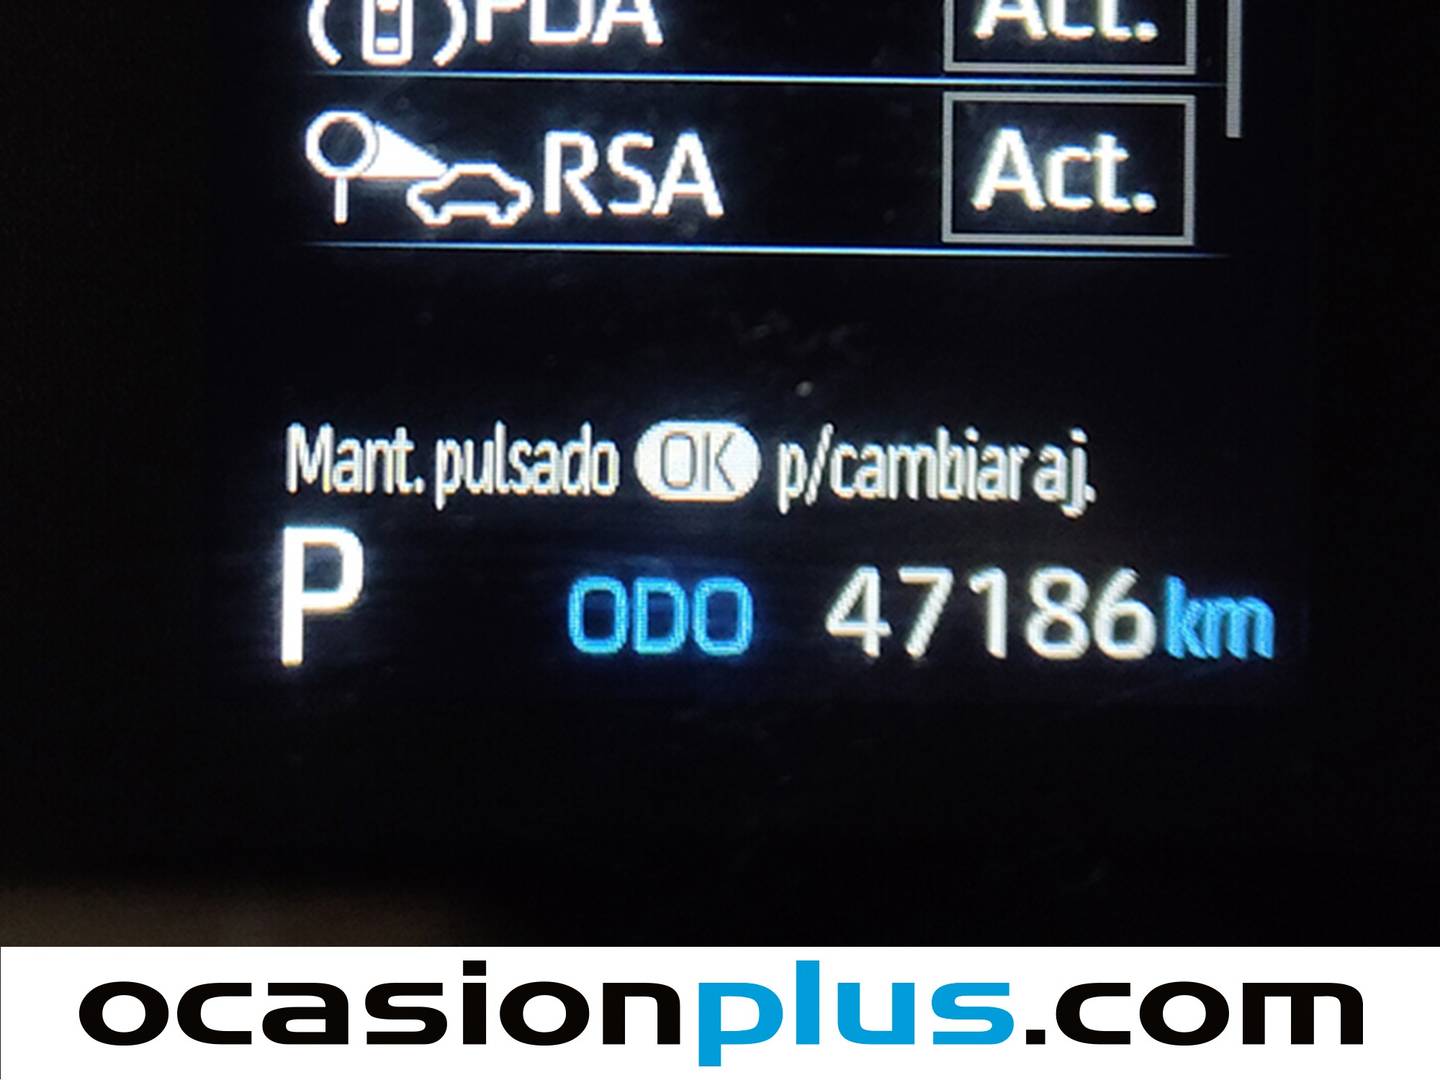 PDA Act.
RSA Act.
Mant. pulsado OK p/cambiar aj.
P ODO 47186 km
ocasionplus.com